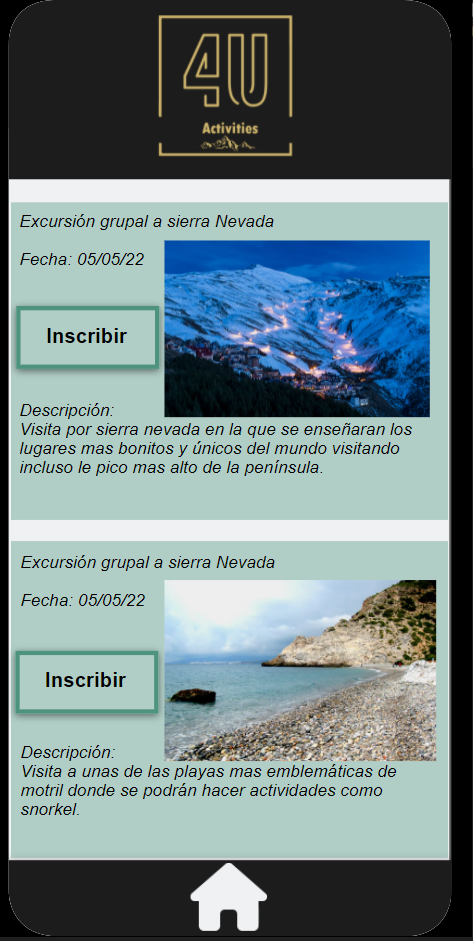 4U
Activities
Excursión grupal a sierra Nevada
Fecha: 05/05/22
Inscribir
Descripción:
Visita por sierra nevada en la que se enseñaran los
lugares mas bonitos y únicos del mundo visitando
incluso le pico mas alto de la península.
Excursión grupal a sierra Nevada
Fecha: 05/05/22
Inscribir
Descripción:
Visita a unas de las playas mas emblemáticas de
motril donde se podrán hacer actividades como
snorkel.